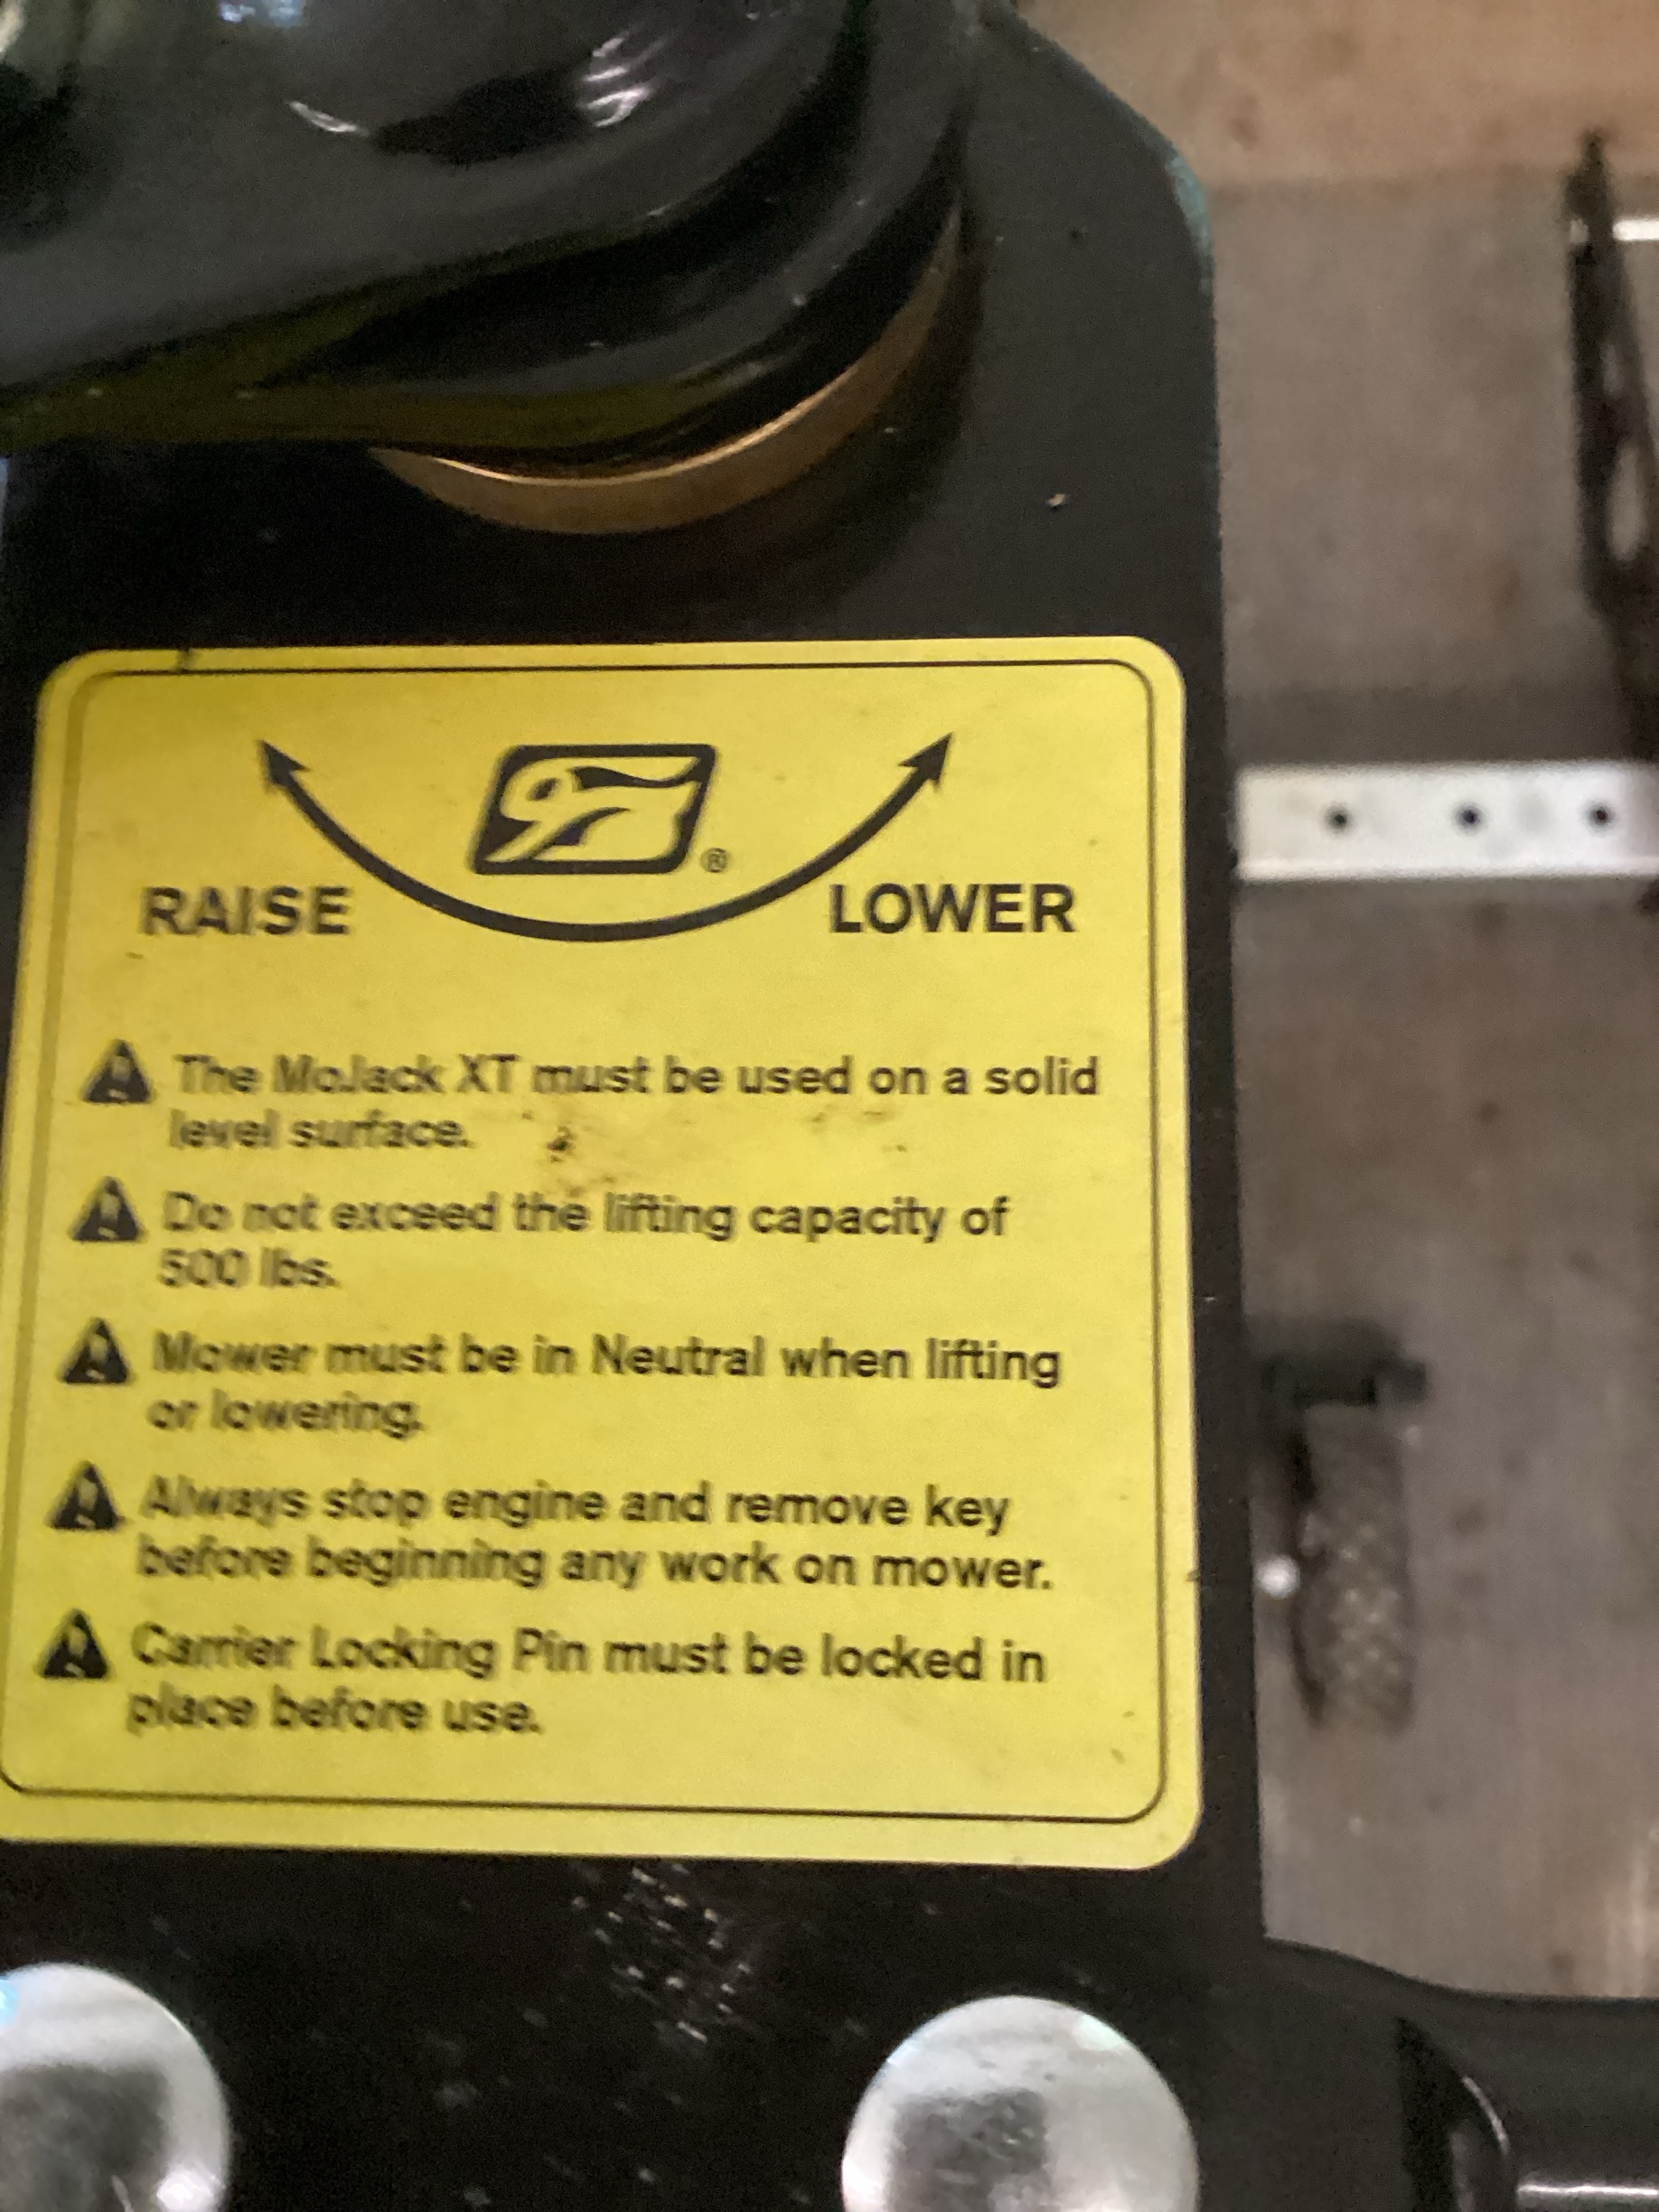 ®
RAISE LOWER
The MoJack XT must be used on a solid
level surface.
Do not exceed the lifting capacity of
500 lbs.
Mower must be in Neutral when lifting
or lowering.
Always stop engine and remove key
before beginning any work on mower.
Carrier Locking Pin must be locked in
place before use.